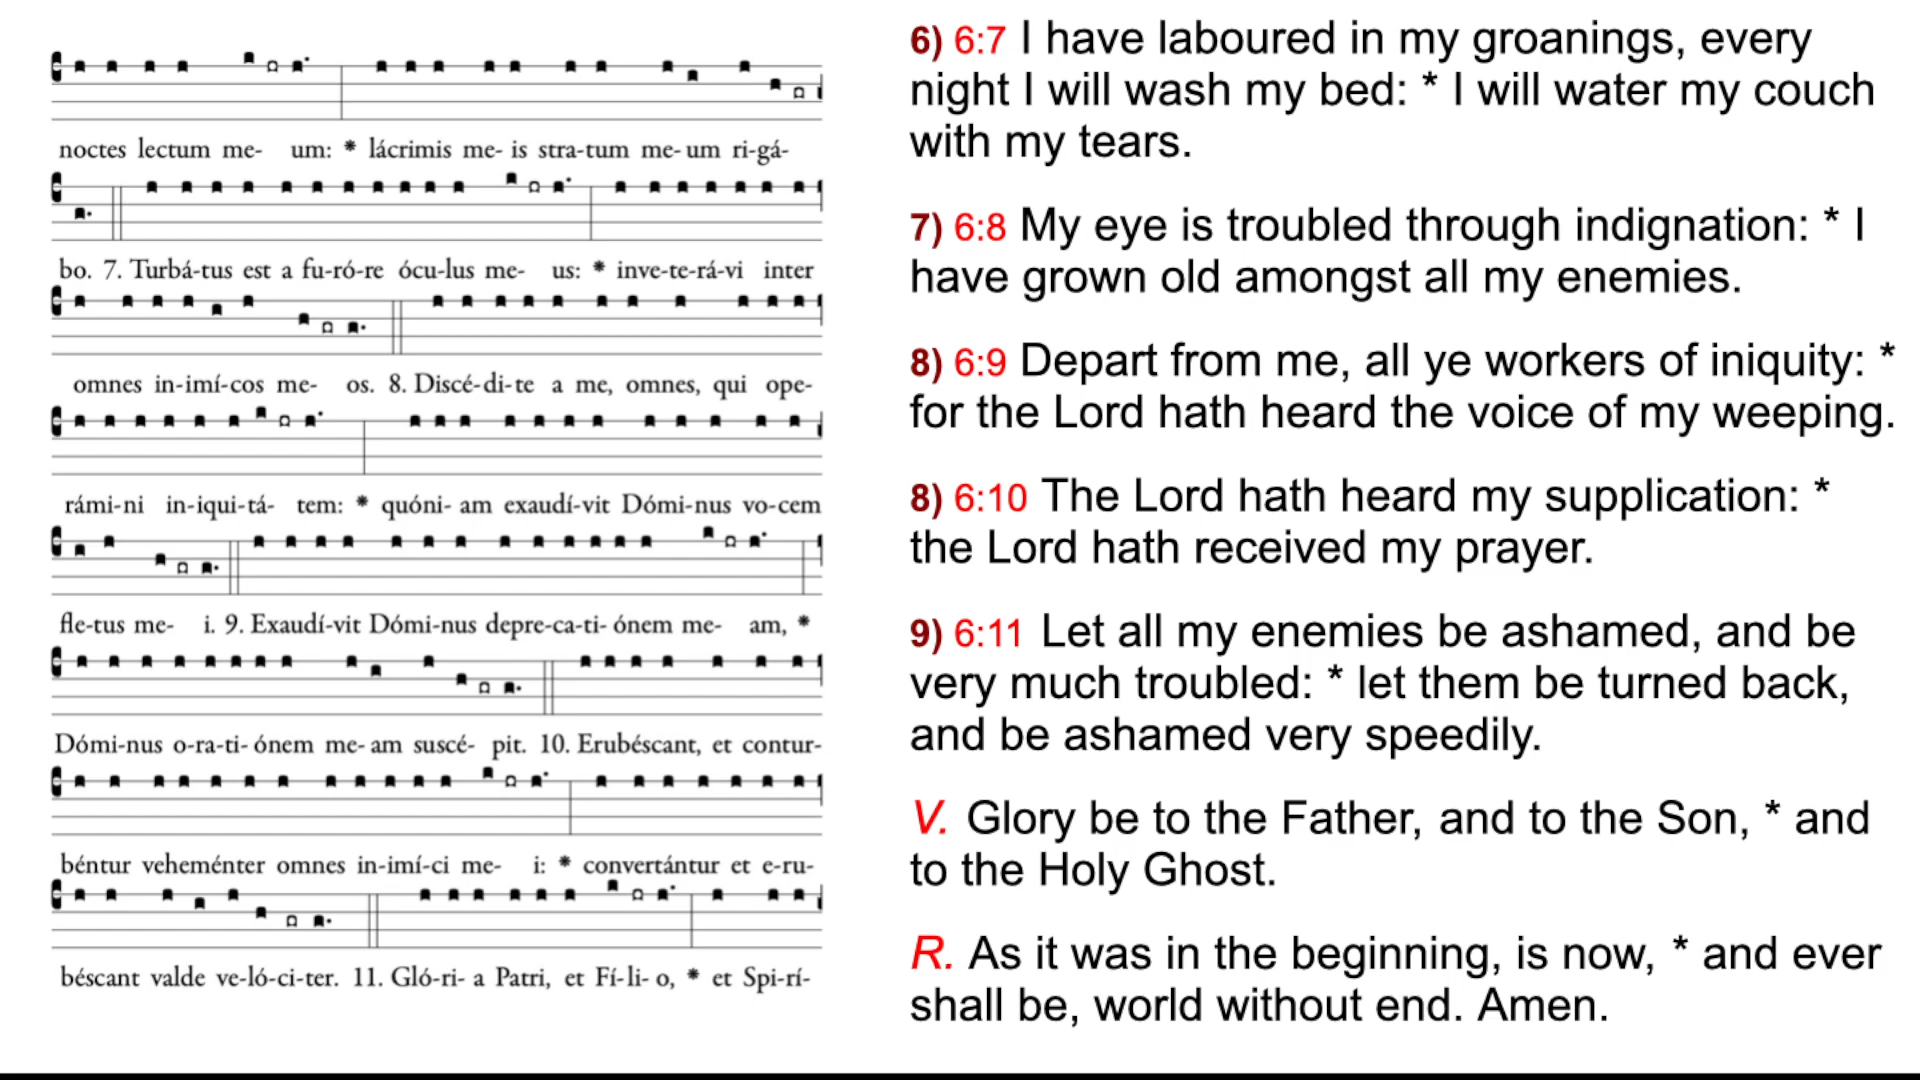 noctes lectum me- um: * lácrimis me- is stra-tum me- um ri-gá-
bo. 7. Turbá-tus est a fu-ró-re ócu-lus me- us: * inve-te-rá-vi inter
omnes in-imí-cos me- os. 8. Discé-di-te a me, omnes, qui ope-
rámi-ni in-iqui-tá- tem: * quóni- am exaudí-vit Dómi-nus vo-cem
fle-tus me- i. 9. Exaudí-vit Dómi-nus depre-ca-ti- ónem me- am, *
Dómi-nus o-ra-ti- ónem me- am suscé- pit. 10. Erubéscant, et contur-
béntur veheménter omnes in-imí-ci me- i: * convertántur et e-ru-
béscant valde ve-ló-ci-ter. 11. Gló-ri- a Patri, et Fí-li- o, * et Spi-rí-
6) 6:7 I have laboured in my groanings, every
night I will wash my bed: * I will water my couch
with my tears.
7) 6:8 My eye is troubled through indignation: * I
have grown old amongst all my enemies.
8) 6:9 Depart from me, all ye workers of iniquity: *
for the Lord hath heard the voice of my weeping.
8) 6:10 The Lord hath heard my supplication: *
the Lord hath received my prayer.
9) 6:11 Let all my enemies be ashamed, and be
very much troubled: * let them be turned back,
and be ashamed very speedily.
V. Glory be to the Father, and to the Son, * and
to the Holy Ghost.
R. As it was in the beginning, is now, * and ever
shall be, world without end. Amen.